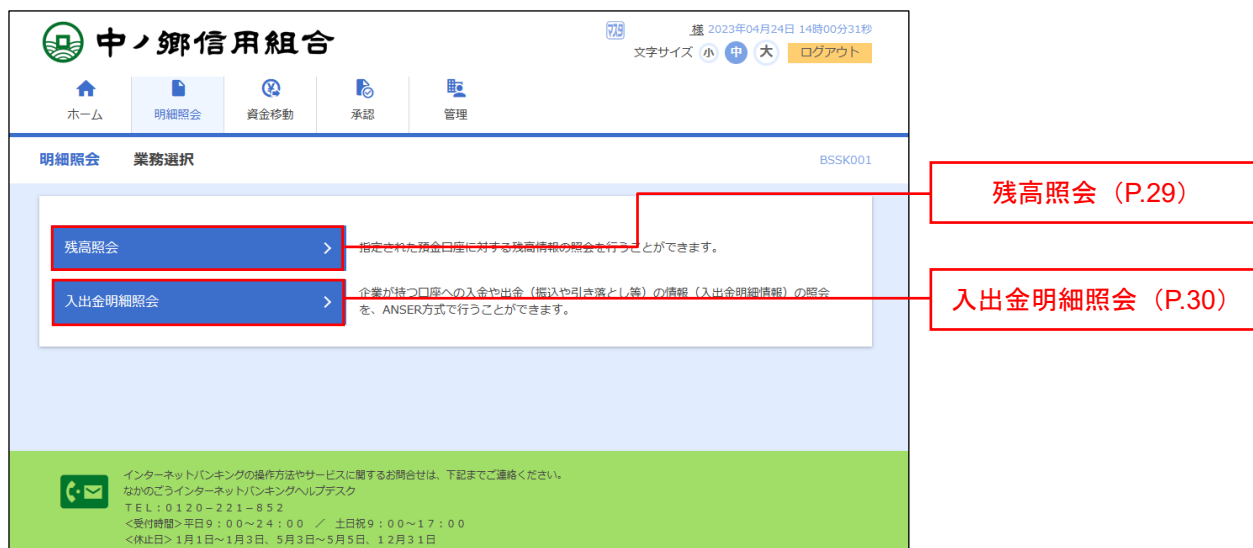 中ノ郷信用組合
マスタ
様 2023年04月24日 14時00分31秒
文字サイズ 小 中 大 ログアウト
ホーム 明細照会 資金移動 承認 管理
明細照会 業務選択 BSSK001
残高照会（P.29）
残高照会 指定された預金口座に対する残高情報の照会を行うことができます。
入出金明細照会 企業が持つ口座への入金や出金（振込や引き落とし等）の情報（入出金明細情報）の照会
を、ANSER方式で行うことができます。
入出金明細照会（P.30）
インターネットバンキングの操作方法やサービスに関するお問合せは、下記までご連絡ください。
なかのごうインターネットバンキングヘルプデスク
ＴＥＬ：０１２０－２２１－８５２
＜受付時間＞平日９：００～２４：００ ／ 土日祝９：００～１７：００
＜休止日＞１月１日～１月３日、５月３日～５月５日、１２月３１日